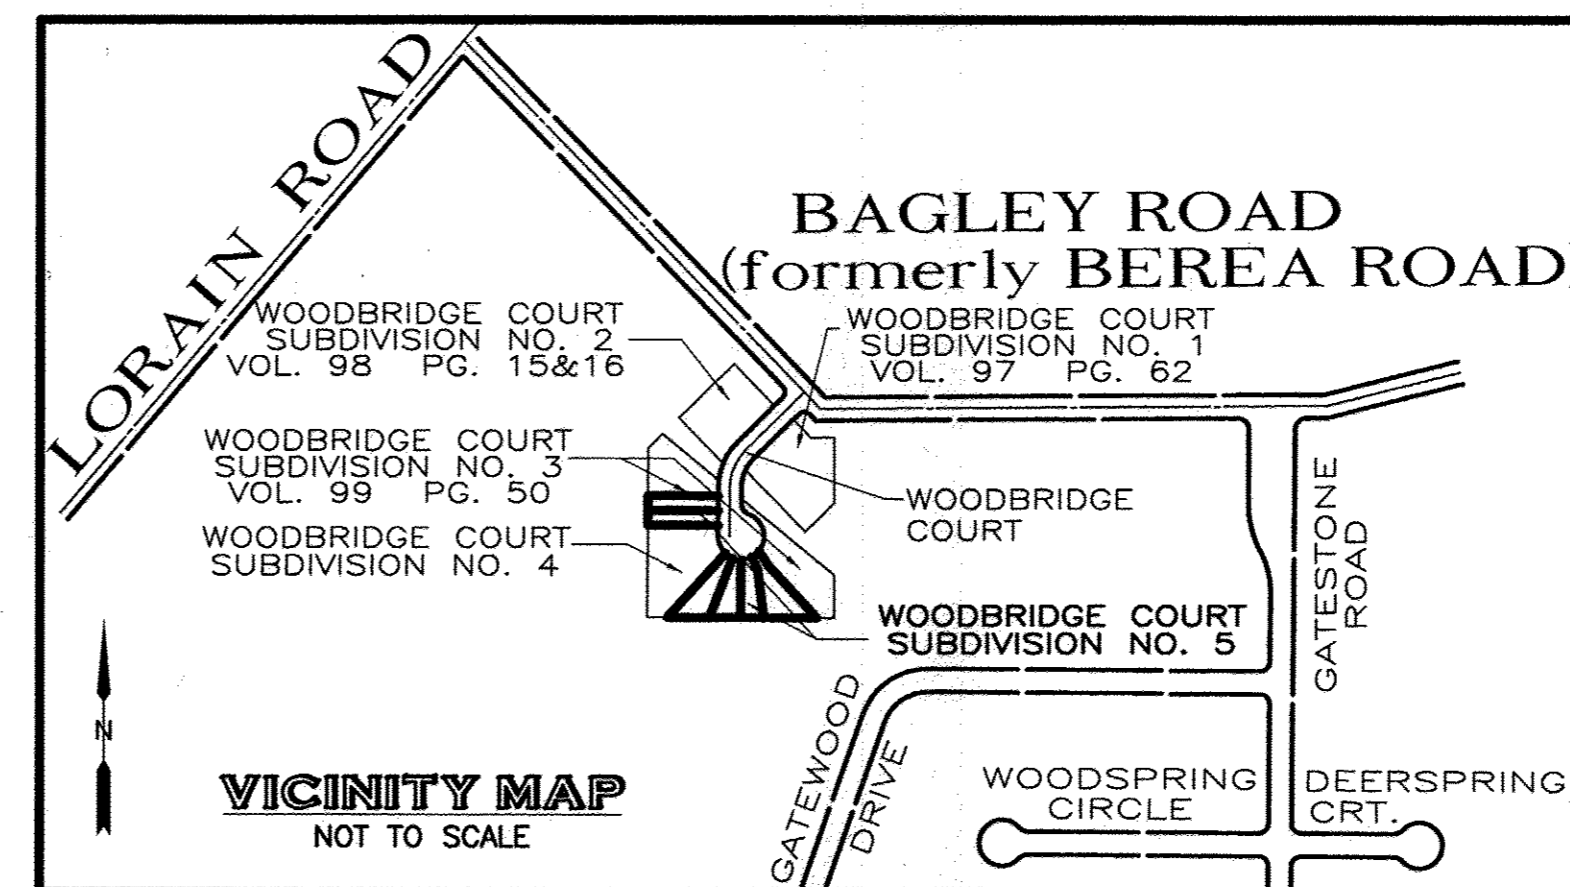 LORAIN ROAD
BAGLEY ROAD
(formerly BEREA ROAD)
WOODBRIDGE COURT
SUBDIVISION NO. 2
VOL. 98 PG. 15&16
WOODBRIDGE COURT
SUBDIVISION NO. 1
VOL. 97 PG. 62
WOODBRIDGE COURT
SUBDIVISION NO. 3
VOL. 99 PG. 50
WOODBRIDGE COURT
SUBDIVISION NO. 4
WOODBRIDGE
COURT
WOODBRIDGE COURT
SUBDIVISION NO. 5
GATESTONE
ROAD
GATEWOOD
DRIVE
WOODSPRING
CIRCLE
DEERSPRING
CRT.
N
VICINITY MAP
NOT TO SCALE